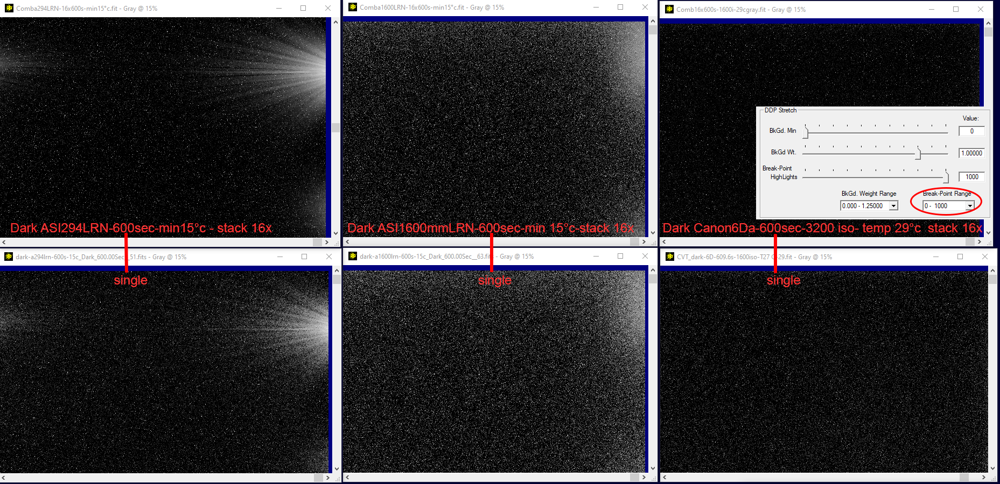 Comba294LRN-16x600s-min15°c.fit - Gray @ 15%
Comba1600LRN-16x600s-min15°c.fit - Gray @ 15%
Comb16x600s-1600i-29cgray.fit - Gray @ 15%
DDP Stretch
Value:
BkGd. Min
0
BkGd Wt.
1.00000
Break-Point
HighLights
1000
BkGd. Weight Range
Break-Point Range
0.000 - 1.25000
0 - 1000
Dark ASI294LRN-600sec-min15°c - stack 16x
Dark ASI1600mmLRN-600sec-min 15°c-stack 16x
Dark Canon6Da-600sec-3200 iso- temp 29°c stack 16x
dark-a294lrn-600s-15c_Dark_600.00Sec__51.fits - Gray @ 15%
dark-a1600lrn-600s-15c_Dark_600.00Sec__63.fits - Gray @ 15%
CVT_dark-6D-609.6s-1600iso-T27 C-29.fit - Gray @ 15%
single
single
single